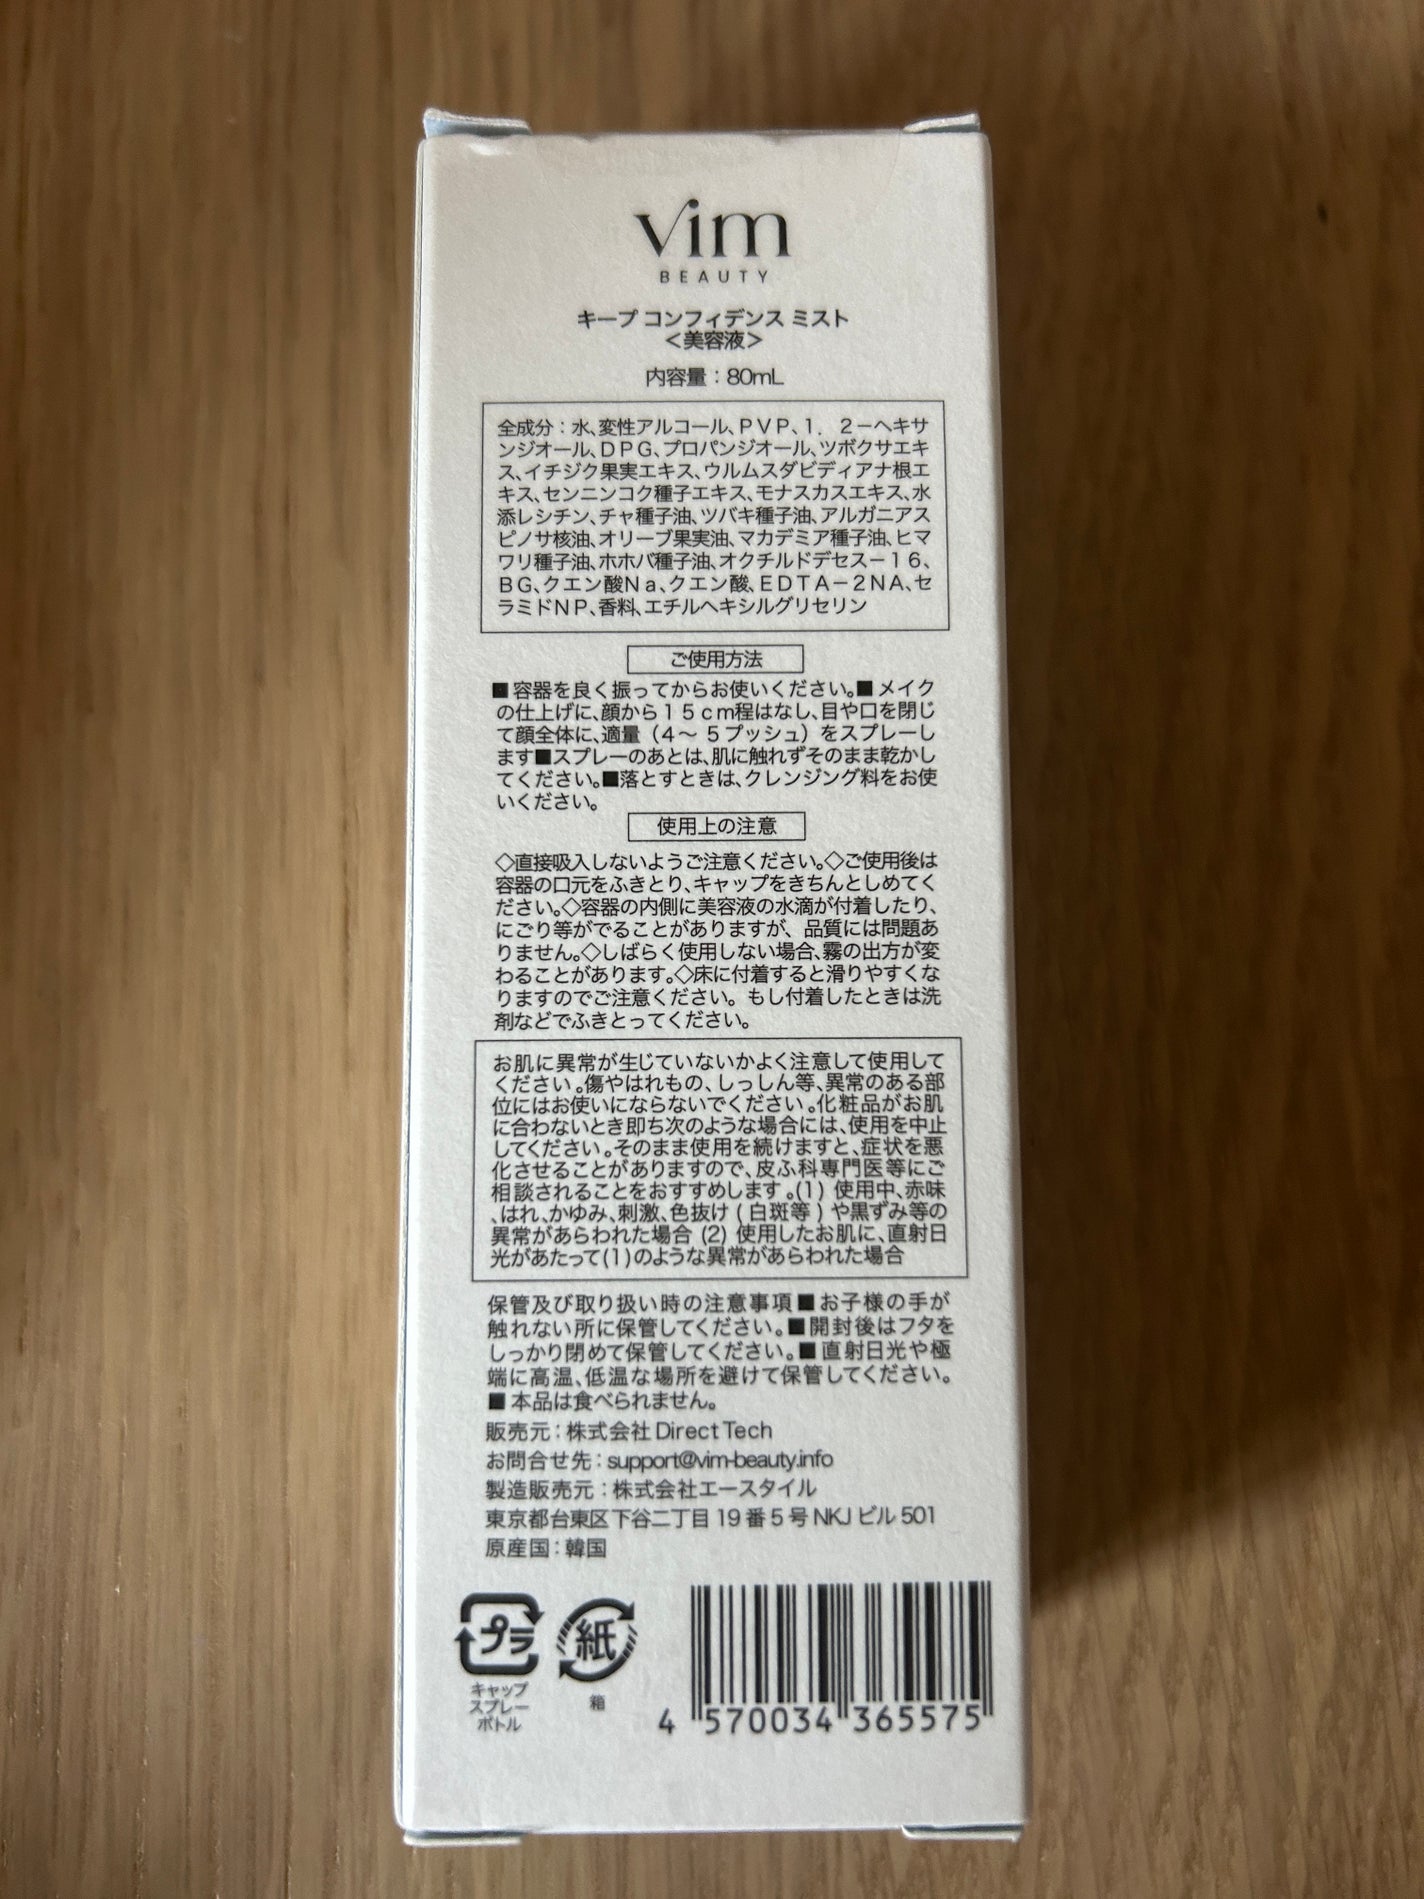 vim
BEAUTY
キープ コンフィデンス ミスト
＜美容液＞
内容量：80mL
全成分：水、変性アルコール、ＰＶＰ、１．２－ヘキサ
ンジオール、ＤＰＧ、プロパンジオール、ツボクサエキ
ス、イチジク果実エキス、ウルムスダビディアナ根エ
キス、センニンコク種子エキス、モナスカスエキス、水
添レシチン、チャ種子油、ツバキ種子油、アルガニアス
ピノサ核油、オリーブ果実油、マカデミア種子油、ヒマ
ワリ種子油、ホホバ種子油、オクチルドデセス－１６、
ＢＧ、クエン酸Ｎａ、クエン酸、ＥＤＴＡ－２ＮＡ、セ
ラミドＮＰ、香料、エチルヘキシルグリセリン
ご使用方法
■容器を良く振ってからお使いください。■メイク
の仕上げに、顔から１５ｃｍ程はなし、目や口を閉じ
て顔全体に、適量（４～５プッシュ）をスプレーし
ます■スプレーのあとは、肌に触れずそのまま乾かし
てください。■落とすときは、クレンジング料をお使
いください。
使用上の注意
◇直接吸入しないようご注意ください。◇ご使用後は
容器の口元をふきとり、キャップをきちんとしめてく
ださい。◇容器の内側に美容液の水滴が付着したり、
にごり等がでることがありますが、品質には問題あ
りません。◇しばらく使用しない場合、霧の出方が変
わることがあります。◇床に付着すると滑りやすくな
りますのでご注意ください。もし付着したときは洗
剤などでふきとってください。
お肌に異常が生じていないかよく注意して使用して
ください。傷やはれもの、しっしん等、異常のある部
位にはお使いにならないでください。化粧品がお肌
に合わないとき即ち次のような場合には、使用を中止
してください。そのまま使用を続けますと、症状を悪
化させることがありますので、皮ふ科専門医等にご
相談されることをおすすめします。(1) 使用中、赤味
、はれ、かゆみ、刺激、色抜け ( 白斑等 ) や黒ずみ等の
異常があらわれた場合 (2) 使用したお肌に、直射日
光があたって(1)のような異常があらわれた場合
保管及び取り扱い時の注意事項■お子様の手が
触れない所に保管してください。■開封後はフタを
しっかり閉めて保管してください。■直射日光や極
端に高温、低温な場所を避けて保管してください。
■本品は食べられません。
販売元：株式会社 Direct Tech
お問合せ先：support@vim-beauty.info
製造販売元：株式会社エースタイル
東京都台東区下谷二丁目 19 番 5 号 NKJ ビル 501
原産国：韓国
プラ
キャップ
スプレー
ボトル
紙
箱
4 570034 365575